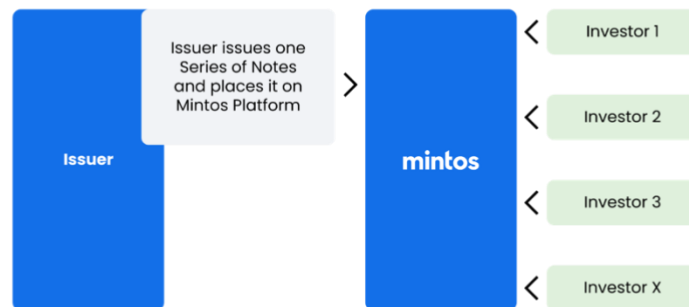 Issuer issues one
Series of Notes
and places it on
Mintos Platform
Issuer
mintos
Investor 1
Investor 2
Investor 3
Investor X